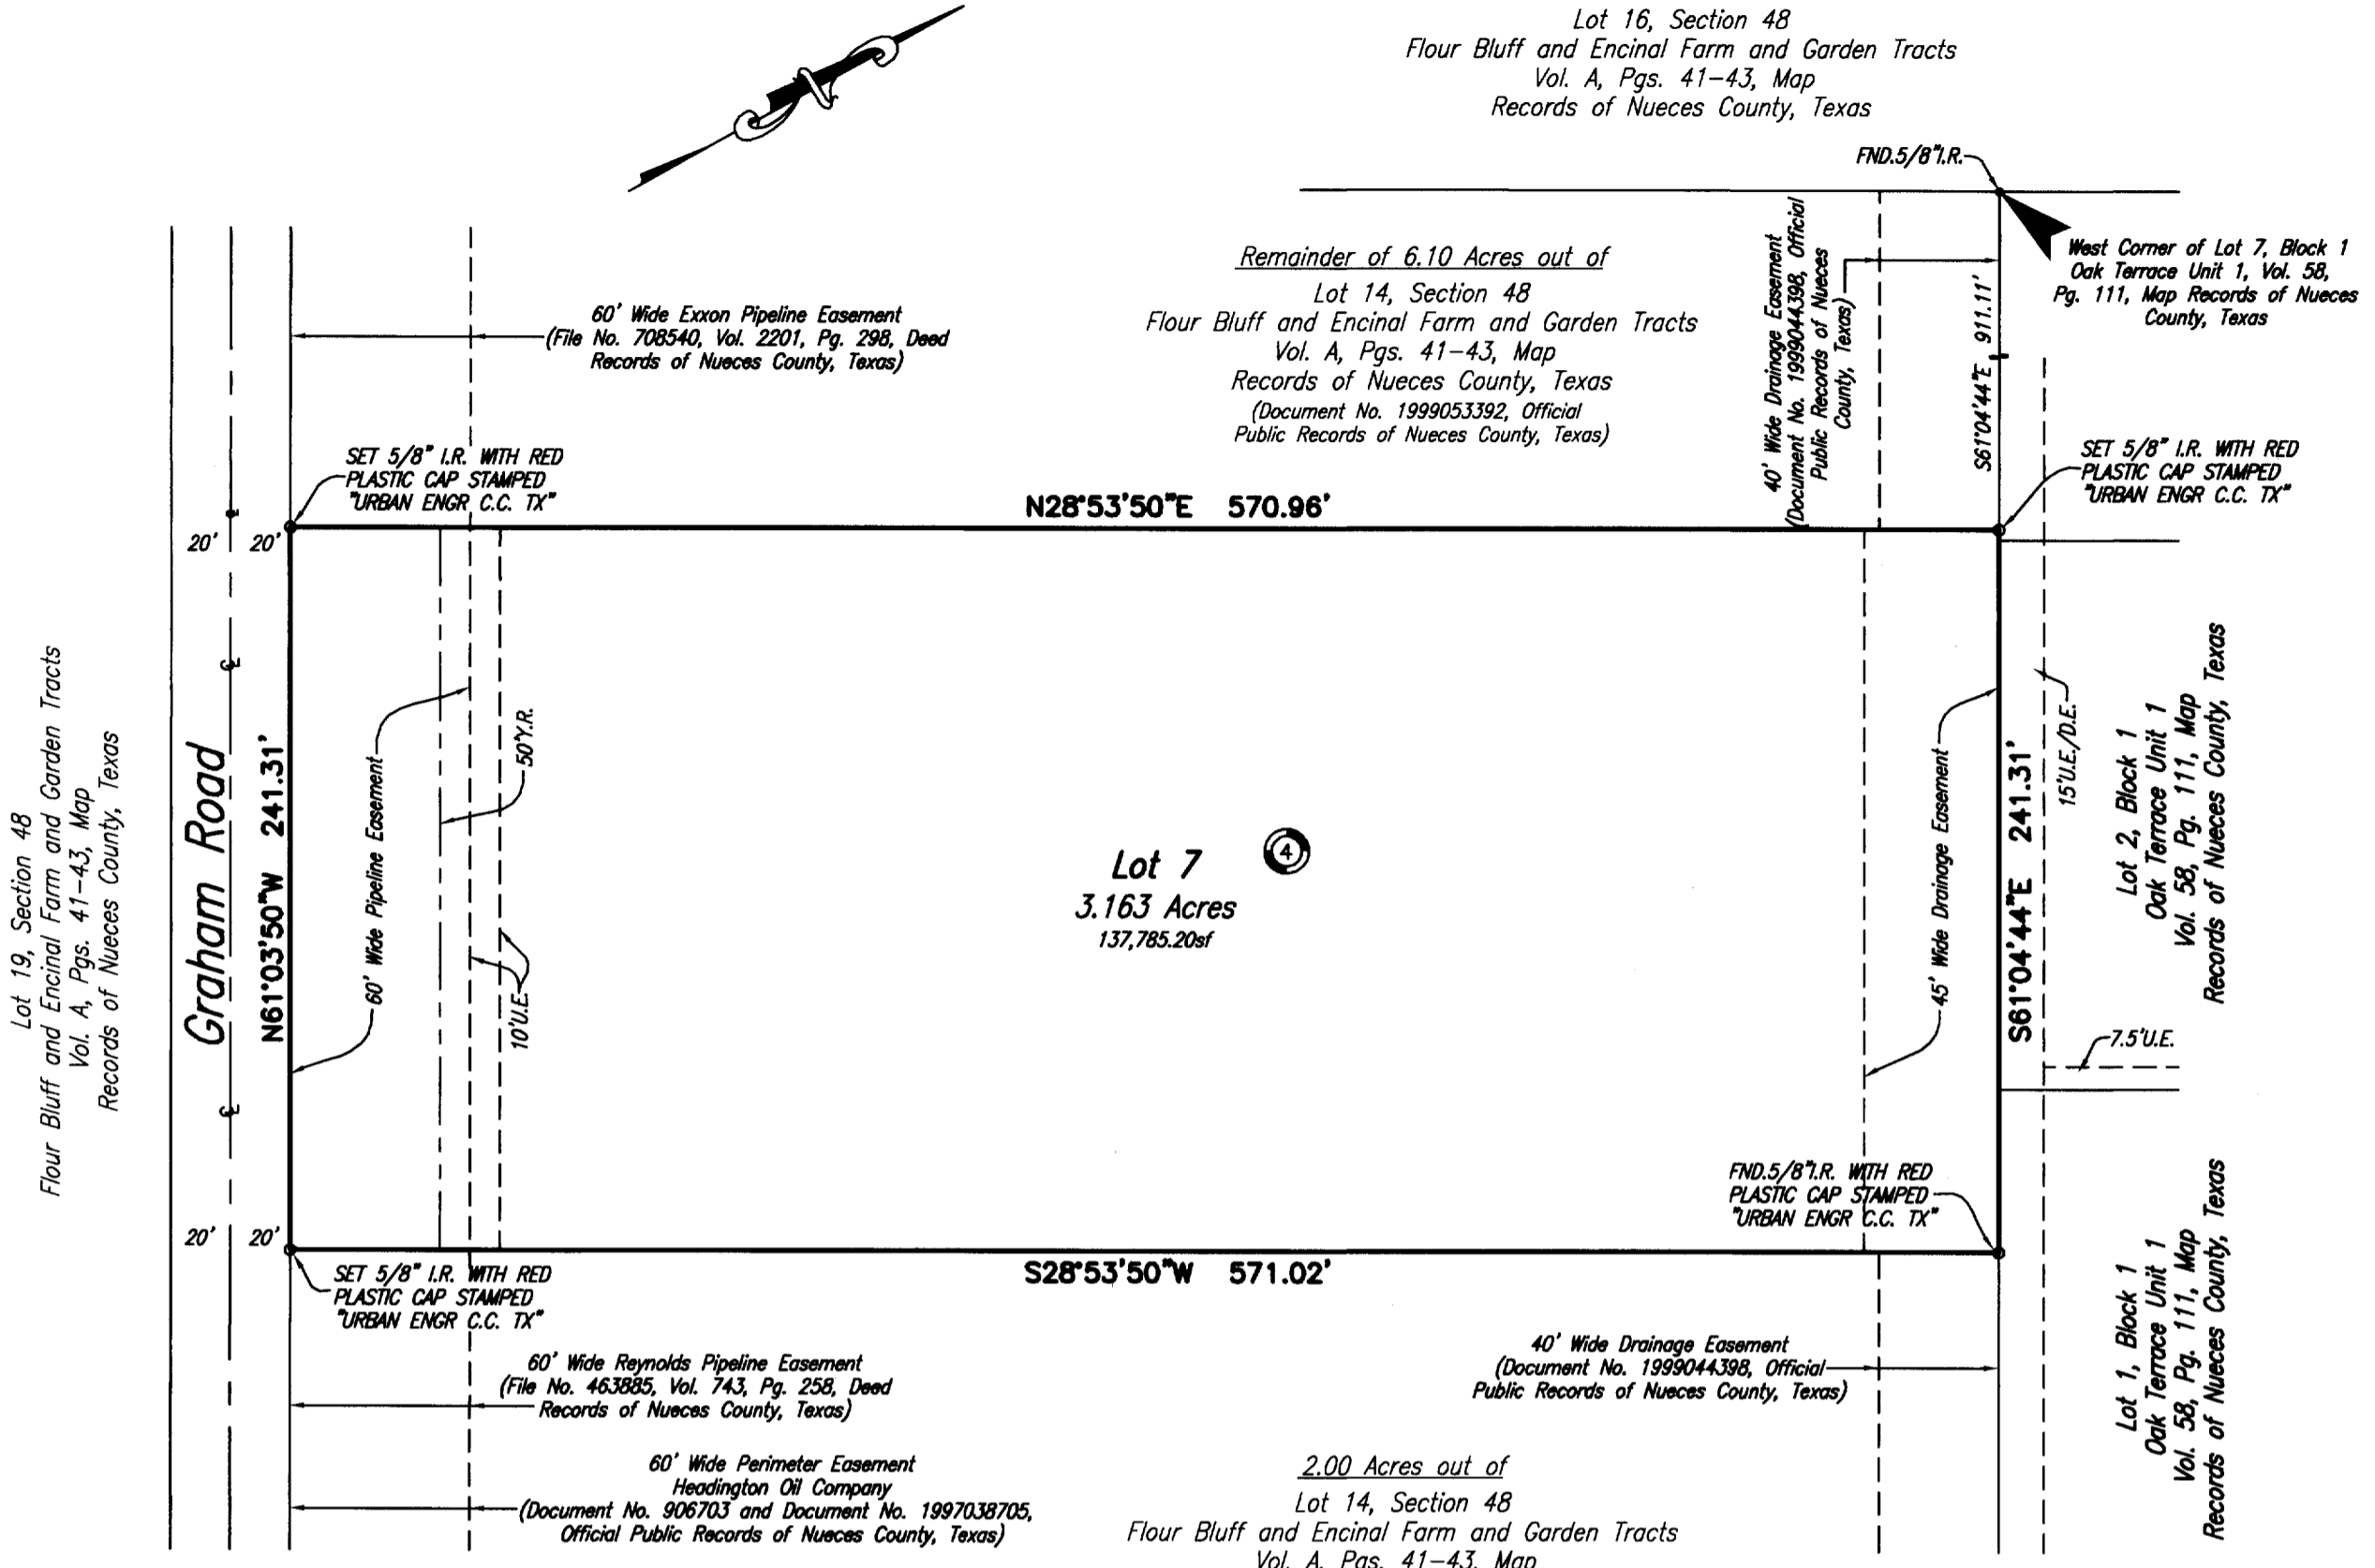 Lot 16, Section 48
Flour Bluff and Encinal Farm and Garden Tracts
Vol. A, Pgs. 41-43, Map
Records of Nueces County, Texas
FND.5/8"I.R.
West Corner of Lot 7, Block 1
Oak Terrace Unit 1, Vol. 58,
Pg. 111, Map Records of Nueces
County, Texas
S61°04'44"E 911.11'
40' Wide Drainage Easement
(Document No. 1999044398, Official
Public Records of Nueces
County, Texas)
Remainder of 6.10 Acres out of
Lot 14, Section 48
Flour Bluff and Encinal Farm and Garden Tracts
Vol. A, Pgs. 41-43, Map
Records of Nueces County, Texas
(Document No. 1999053392, Official
Public Records of Nueces County, Texas)
60' Wide Exxon Pipeline Easement
(File No. 708540, Vol. 2201, Pg. 298, Deed
Records of Nueces County, Texas)
SET 5/8" I.R. WITH RED
PLASTIC CAP STAMPED
"URBAN ENGR C.C. TX"
N28°53'50"E 570.96'
SET 5/8" I.R. WITH RED
PLASTIC CAP STAMPED
"URBAN ENGR C.C. TX"
20' 20'
Lot 19, Section 48
Flour Bluff and Encinal Farm and Garden Tracts
Vol. A, Pgs. 41-43, Map
Records of Nueces County, Texas
Graham Road
N61°03'50"W 241.31'
60' Wide Pipeline Easement
50'Y.R.
10'U.E.
Lot 7
4
3.163 Acres
137,785.20sf
45' Wide Drainage Easement
S61°04'44"E 241.31'
15'U.E./D.E.
Lot 2, Block 1
Oak Terrace Unit 1
Vol. 58, Pg. 111, Map
Records of Nueces County, Texas
7.5'U.E.
FND.5/8"I.R. WITH RED
PLASTIC CAP STAMPED
"URBAN ENGR C.C. TX"
20' 20'
SET 5/8" I.R. WITH RED
PLASTIC CAP STAMPED
"URBAN ENGR C.C. TX"
S28°53'50"W 571.02'
60' Wide Reynolds Pipeline Easement
(File No. 463885, Vol. 743, Pg. 258, Deed
Records of Nueces County, Texas)
40' Wide Drainage Easement
(Document No. 1999044398, Official
Public Records of Nueces County, Texas)
Lot 1, Block 1
Oak Terrace Unit 1
Vol. 58, Pg. 111, Map
Records of Nueces County, Texas
60' Wide Perimeter Easement
Headington Oil Company
(Document No. 906703 and Document No. 1997038705,
Official Public Records of Nueces County, Texas)
2.00 Acres out of
Lot 14, Section 48
Flour Bluff and Encinal Farm and Garden Tracts
Vol. A, Pgs. 41-43, Map